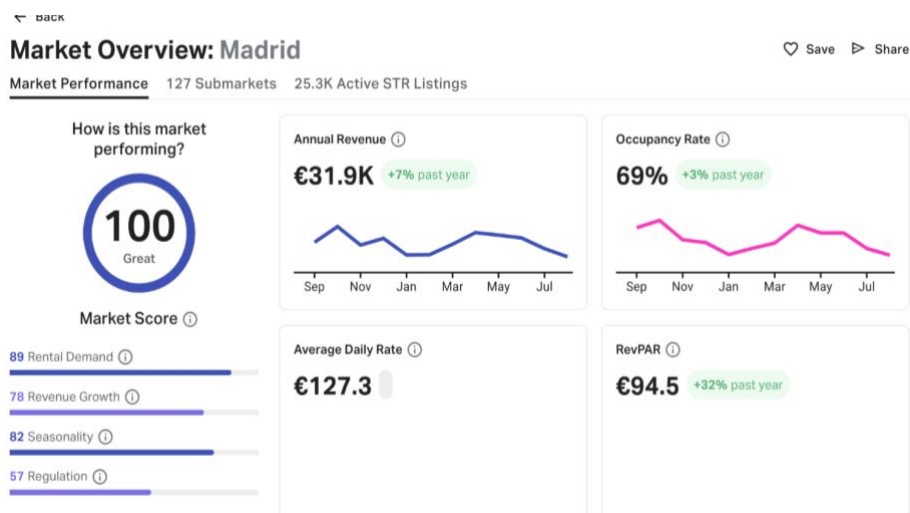 ← Back
Market Overview: Madrid
Save
Share
Market Performance
127 Submarkets
25.3K Active STR Listings
How is this market
performing?
100
Great
Market Score
89 Rental Demand
78 Revenue Growth
82 Seasonality
57 Regulation
Annual Revenue
€31.9K +7% past year
Sep Nov Jan Mar May Jul
Occupancy Rate
69% +3% past year
Sep Nov Jan Mar May Jul
Average Daily Rate
€127.3
RevPAR
€94.5 +32% past year